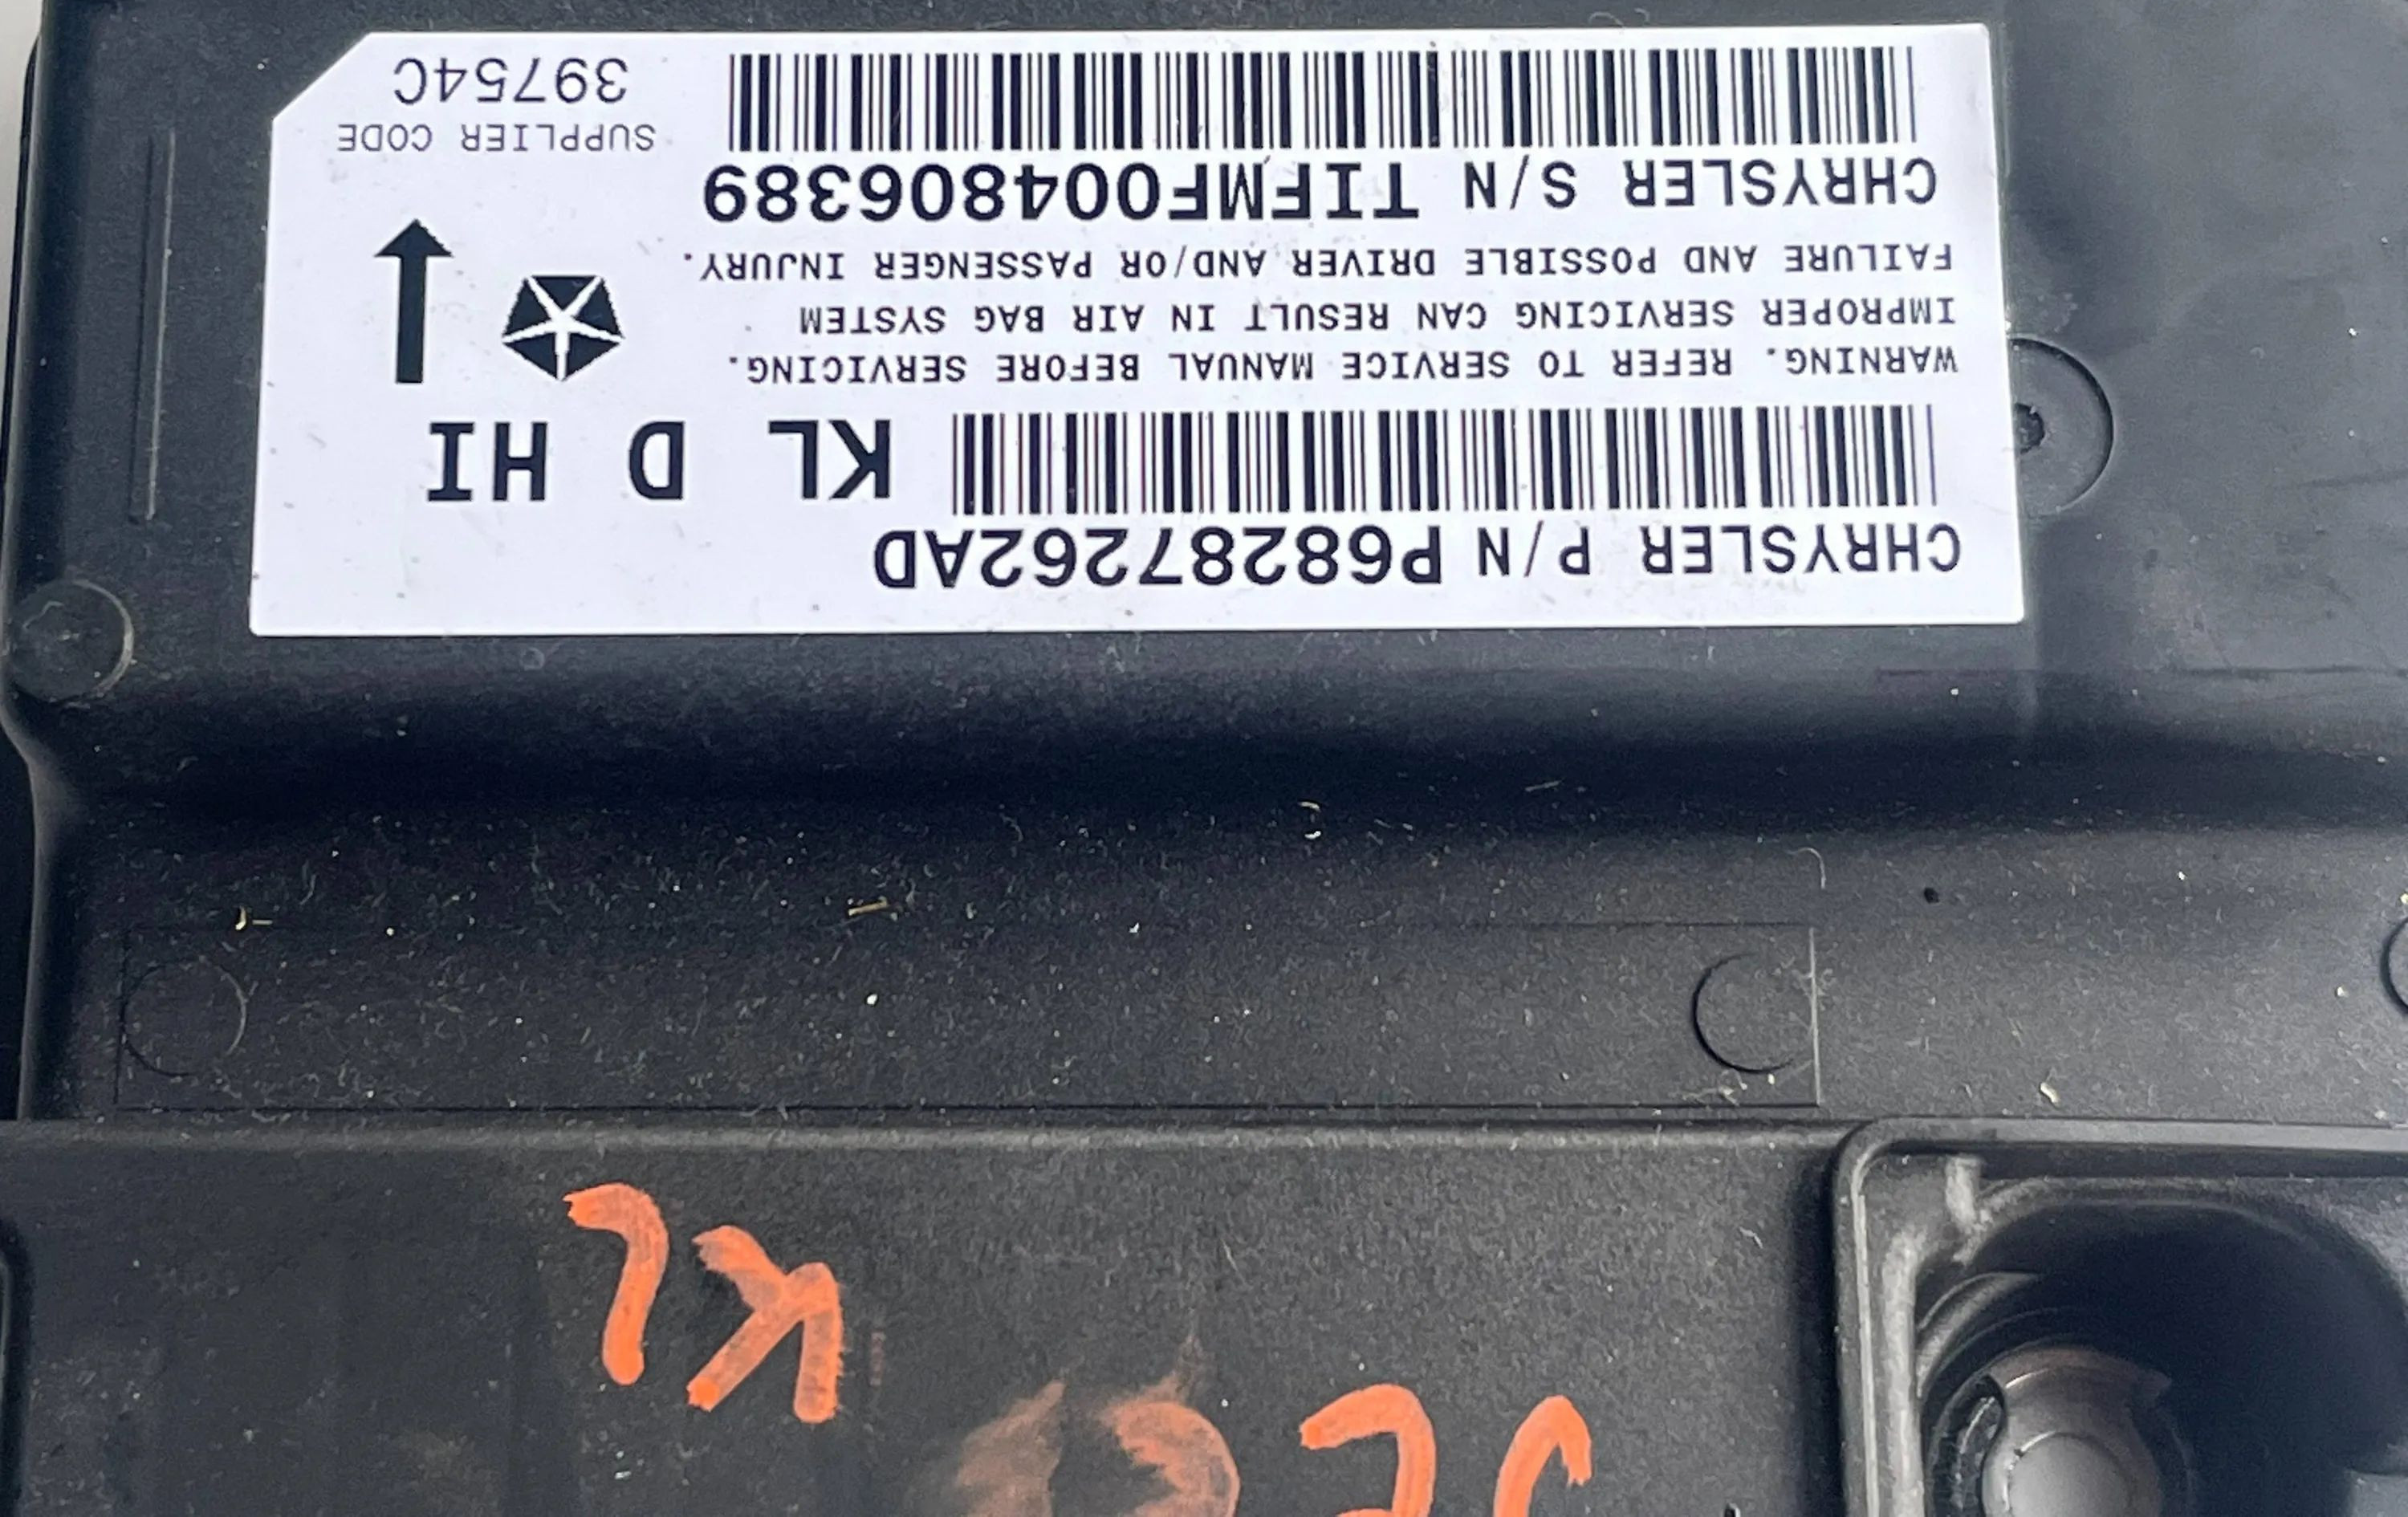 KL
CHRYSLER P/N P68287262AD
KL D HI
WARNING. REFER TO SERVICE MANUAL BEFORE SERVICING.
IMPROPER SERVICING CAN RESULT IN AIR BAG SYSTEM
FAILURE AND POSSIBLE DRIVER AND/OR PASSENGER INJURY.
CHRYSLER S/N TIFMF004806389
SUPPLIER CODE
39754C